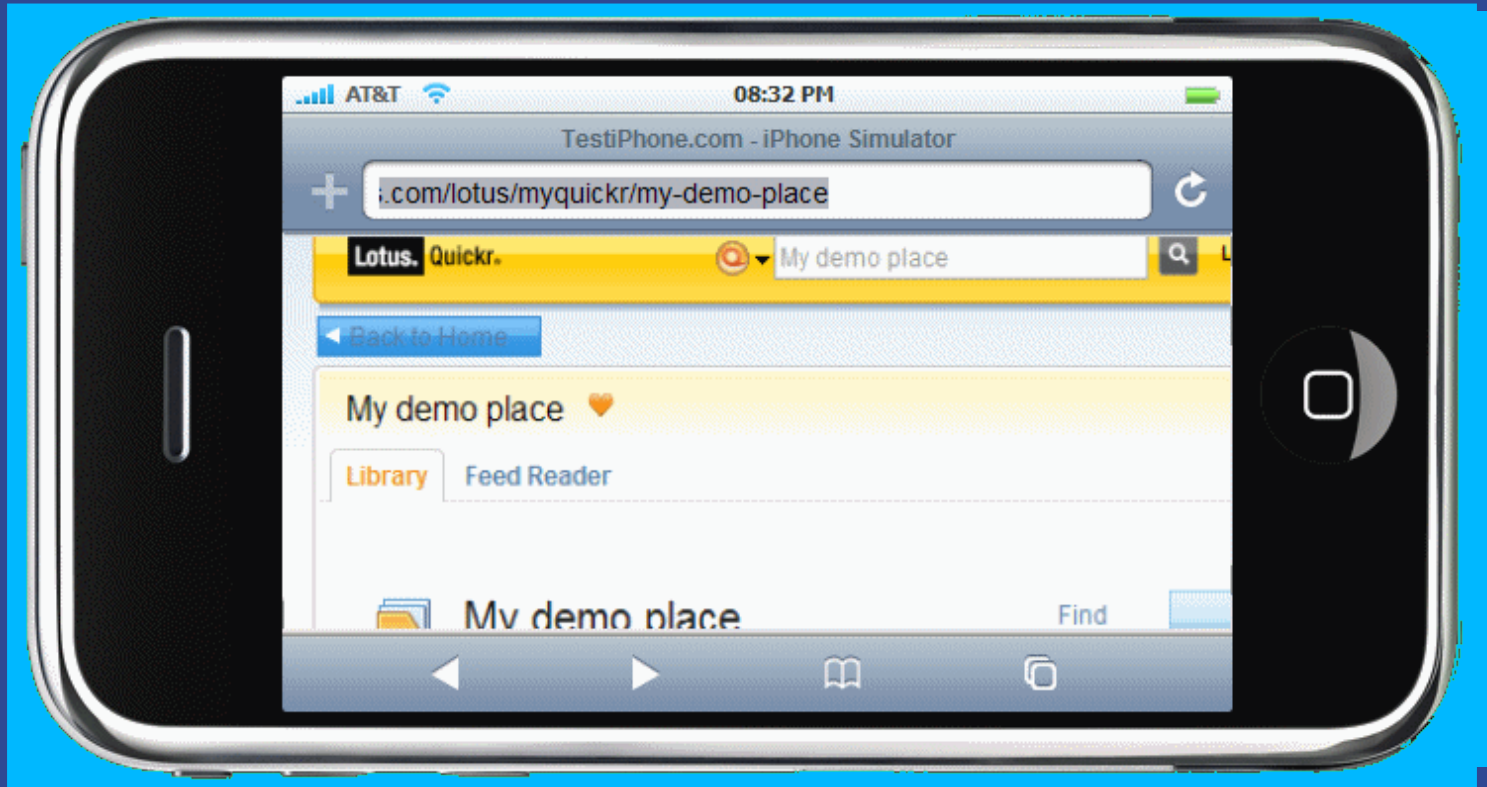 AT&T 08:32 PM
TestiPhone.com - iPhone Simulator
s.com/lotus/myquickr/my-demo-place
Lotus. Quickr. My demo place L
Back to Home
My demo place
Library Feed Reader
My demo place Find